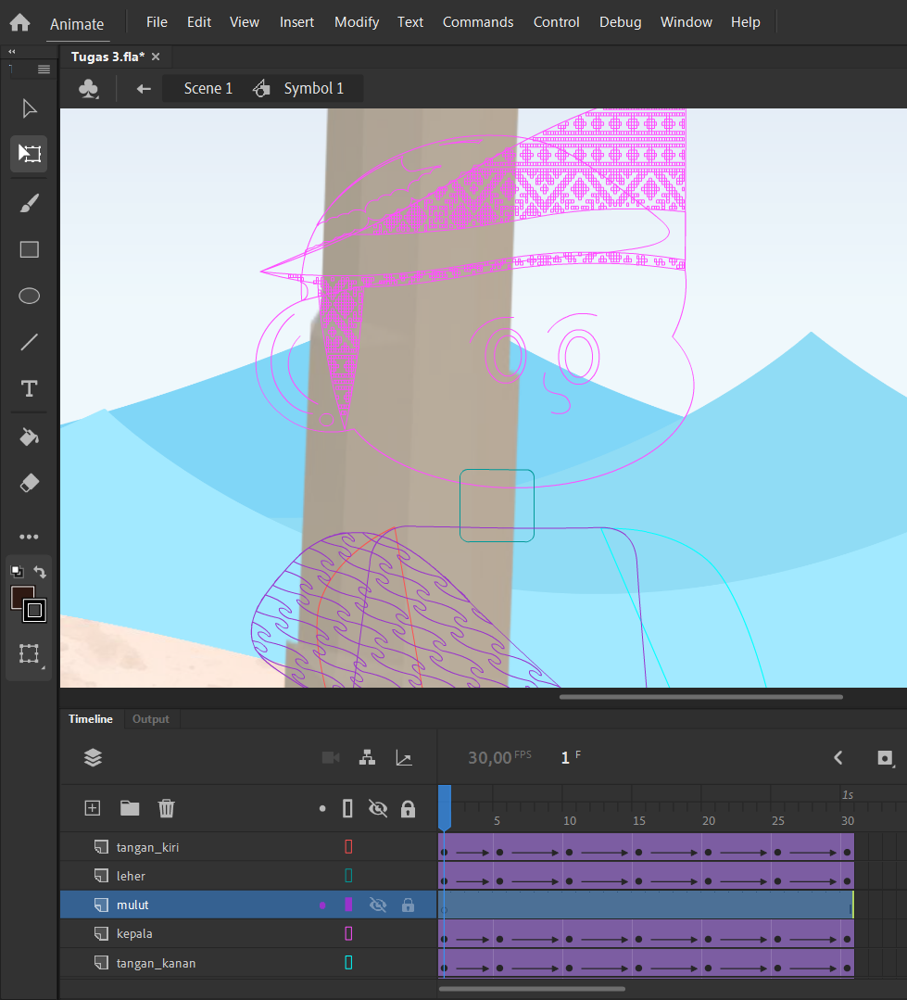 Animate File Edit View Insert Modify Text Commands Control Debug Window Help
Tugas 3.fla* ×
Scene 1 Symbol 1
T
Timeline Output
30,00 FPS 1 F
1s
5 10 15 20 25 30
tangan_kiri
leher
mulut
kepala
tangan_kanan